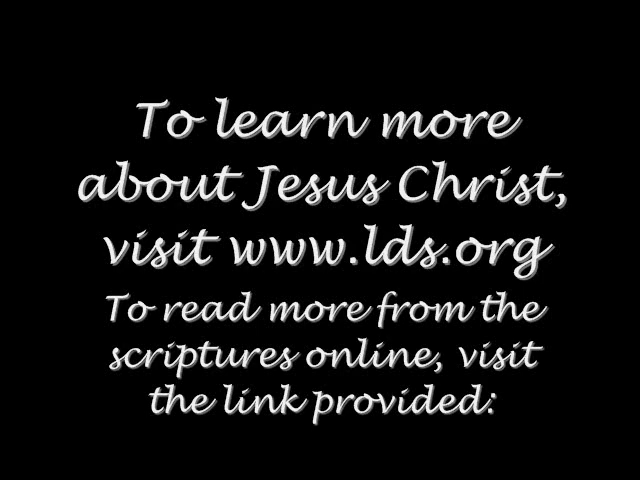 To learn more
about Jesus Christ,
visit www.lds.org
To read more from the
scriptures online, visit
the link provided: